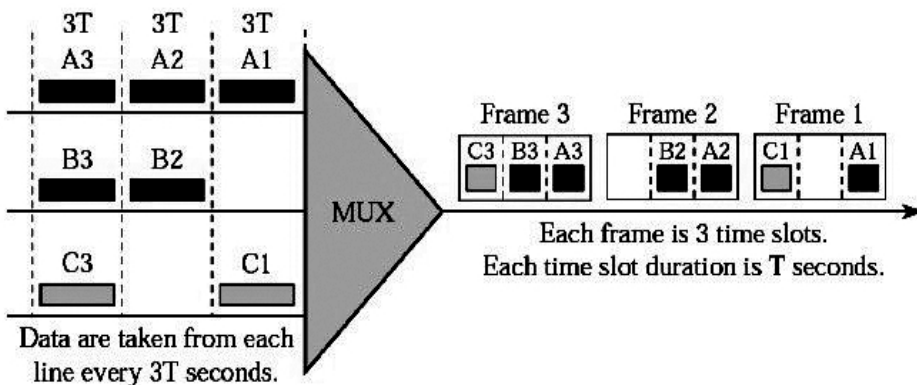 3T 3T 3T
A3 A2 A1
B3 B2
C3 C1
Data are taken from each
line every 3T seconds.
MUX
Frame 3 Frame 2 Frame 1
C3 B3 A3 B2 A2 C1 A1
Each frame is 3 time slots.
Each time slot duration is T seconds.